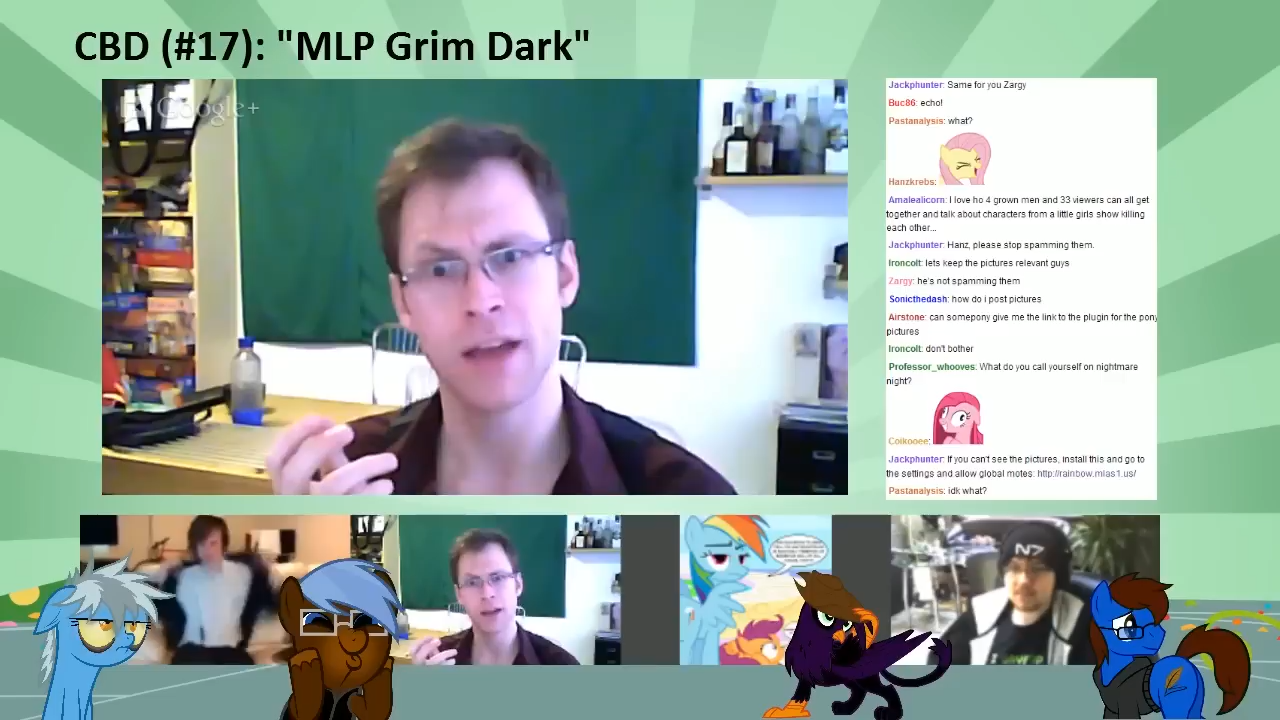 CBD (#17): "MLP Grim Dark"
Google+
Jackphunter: Same for you Zargy
Buc86: echo!
Pastanalysis: what?
Hanzkrebs:
Amalealicorn: I love ho 4 grown men and 33 viewers can all get
together and talk about characters from a little girls show killing
each other...
Jackphunter: Hanz, please stop spamming them.
Ironcolt: lets keep the pictures relevant guys
Zargy: he's not spamming them
Sonicthedash: how do i post pictures
Airstone: can somepony give me the link to the plugin for the pony
pictures
Ironcolt: don't bother
Professor_whooves: What do you call yourself on nightmare
night?
Coikooee:
Jackphunter: If you can't see the pictures, install this and go to
the settings and allow global motes: http://rainbow.mlas1.us/
Pastanalysis: idk what?
N7